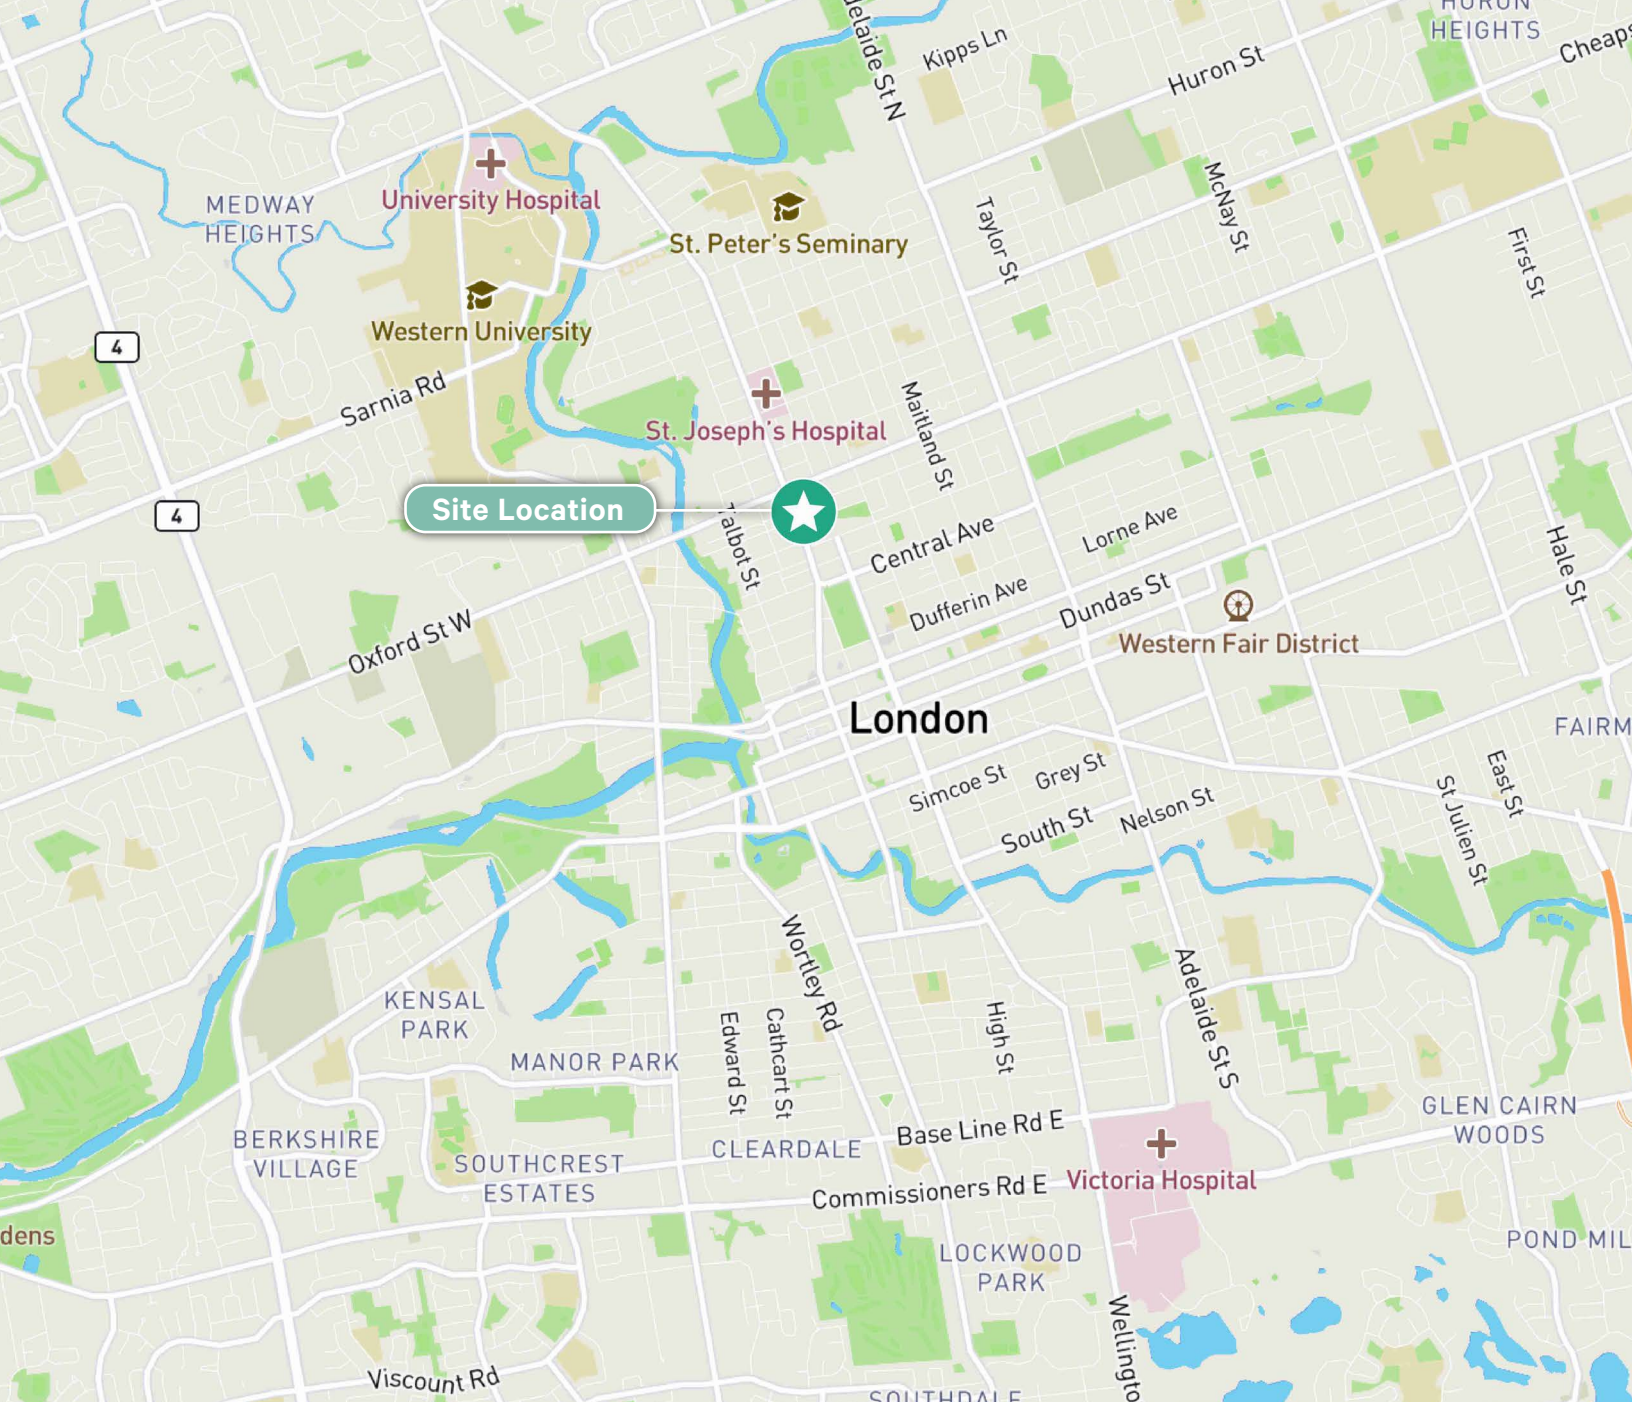 HURON
HEIGHTS
Cheaps
Kipps Ln
Huron St
delaide St N
University Hospital
MEDWAY
HEIGHTS
St. Peter's Seminary
Taylor St
McNay St
First St
Western University
4
Sarnia Rd
St. Joseph's Hospital
Maitland St
4
Site Location
Talbot St
Central Ave
Lorne Ave
Hale St
Dufferin Ave
Dundas St
Western Fair District
Oxford St W
London
FAIRM
Simcoe St
Grey St
East St
South St
Nelson St
St Julien St
Wortley Rd
Adelaide St S
KENSAL
PARK
High St
Edward St
Cathcart St
MANOR PARK
GLEN CAIRN
WOODS
Base Line Rd E
BERKSHIRE
VILLAGE
CLEARDALE
SOUTHCREST
ESTATES
Commissioners Rd E
Victoria Hospital
dens
POND MIL
LOCKWOOD
PARK
Wellingto
Viscount Rd
SOUTHDALE